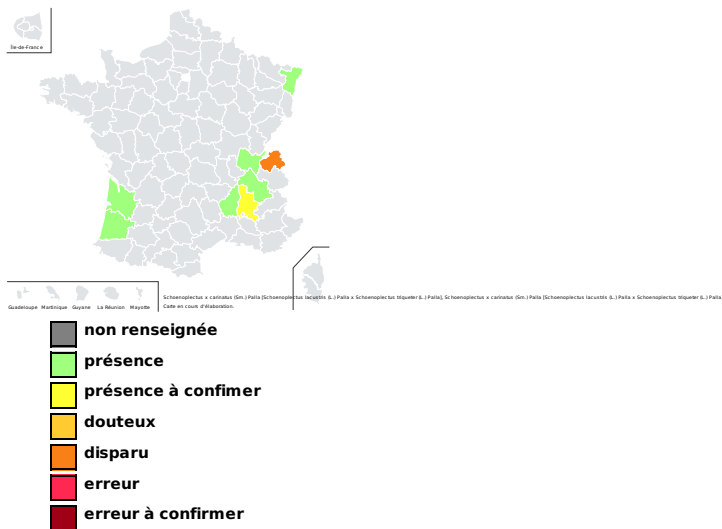 Île-de-France
Guadeloupe Martinique Guyane La Réunion Mayotte
Schoenoplectus x carinatus (Sm.) Palla [Schoenoplectus lacustris (L.) Palla x Schoenoplectus triqueter (L.) Palla], Schoenoplectus x carinatus (Sm.) Palla [Schoenoplectus lacustris (L.) Palla x Schoenoplectus triqueter (L.) Palla
Carte en cours d'élaboration.
non renseignée
présence
présence à confimer
douteux
disparu
erreur
erreur à confirmer